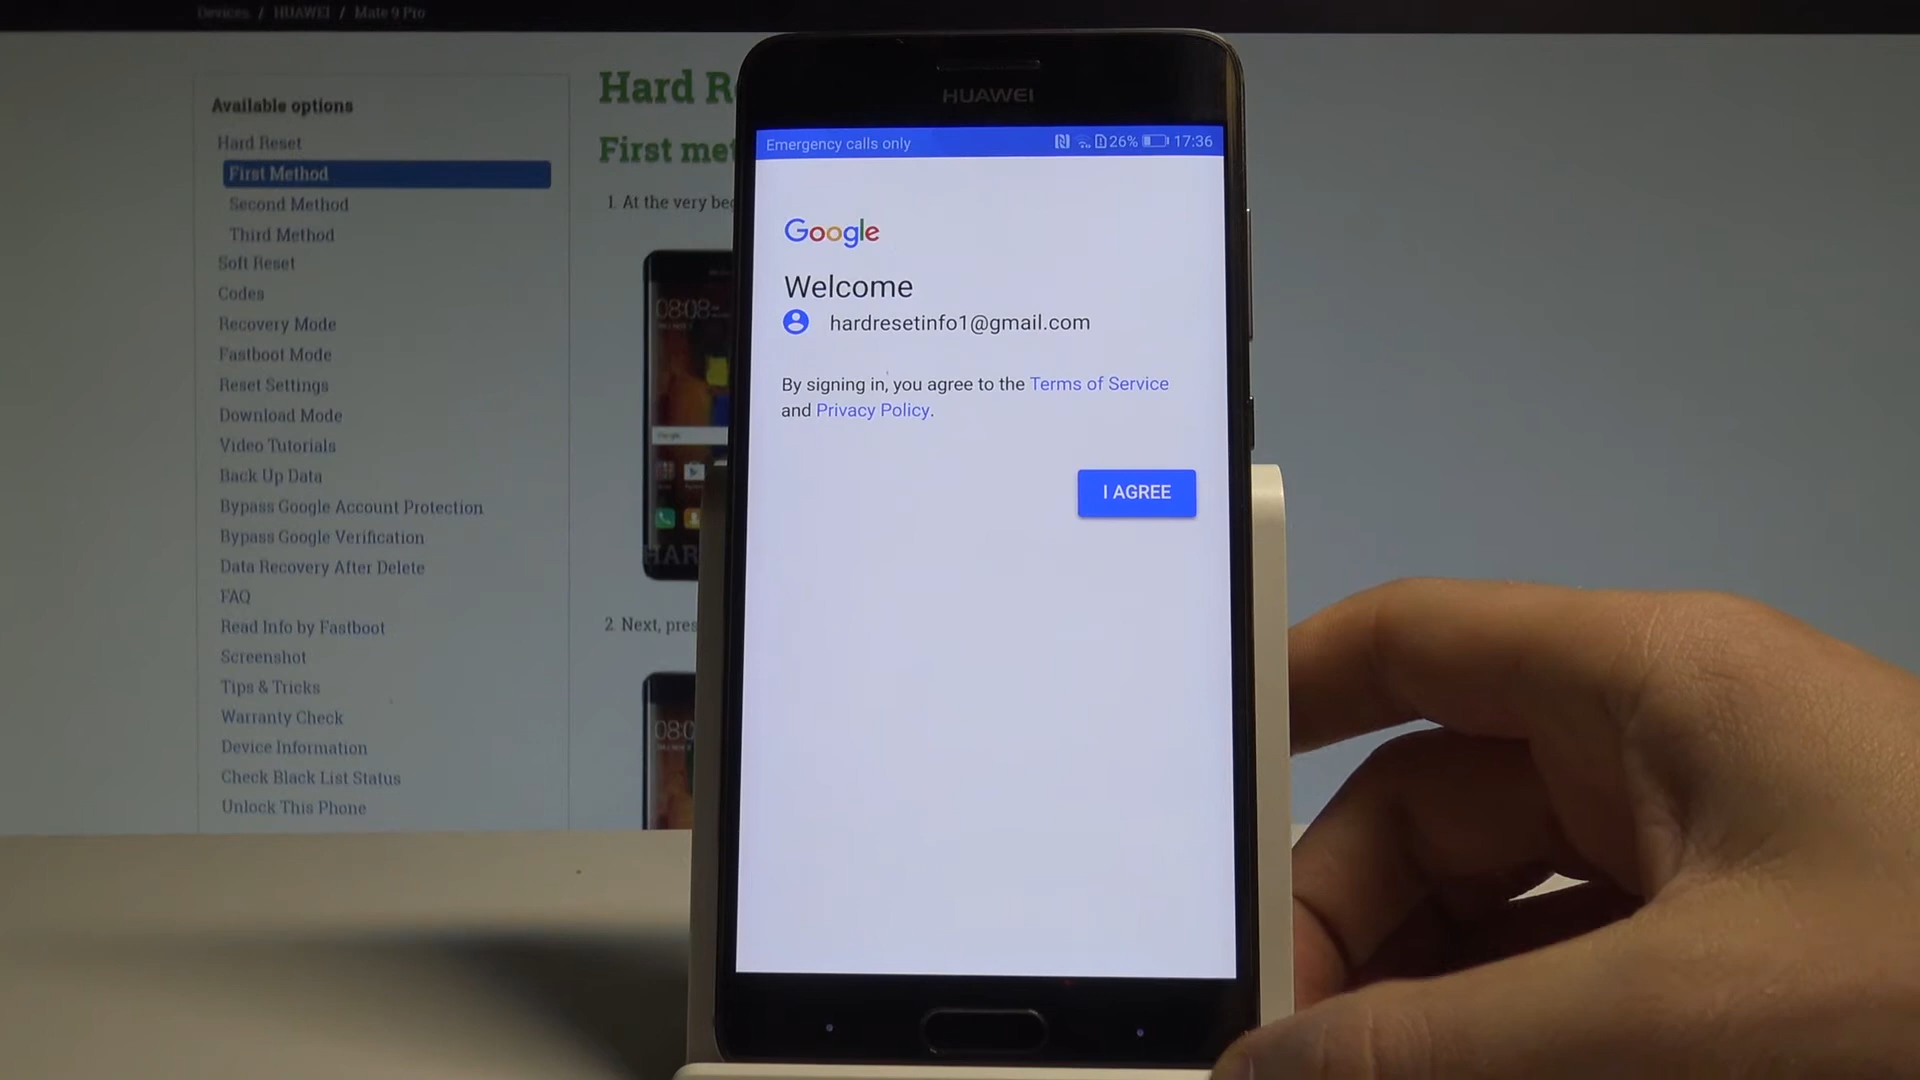 Devices / HUAWEI / Mate 9 Pro
Available options
Hard Reset
First Method
Second Method
Third Method
Soft Reset
Codes
Recovery Mode
Fastboot Mode
Reset Settings
Download Mode
Video Tutorials
Back Up Data
Bypass Google Account Protection
Bypass Google Verification
Data Recovery After Delete
FAQ
Read Info by Fastboot
Screenshot
Tips & Tricks
Warranty Check
Device Information
Check Black List Status
Unlock This Phone
Hard R
First me
1. At the very be
08:08
HAR
2. Next, pres
08:0
HUAWEI
Emergency calls only 26% 17:36
Google
Welcome
hardresetinfo1@gmail.com
By signing in, you agree to the Terms of Service
and Privacy Policy.
I AGREE